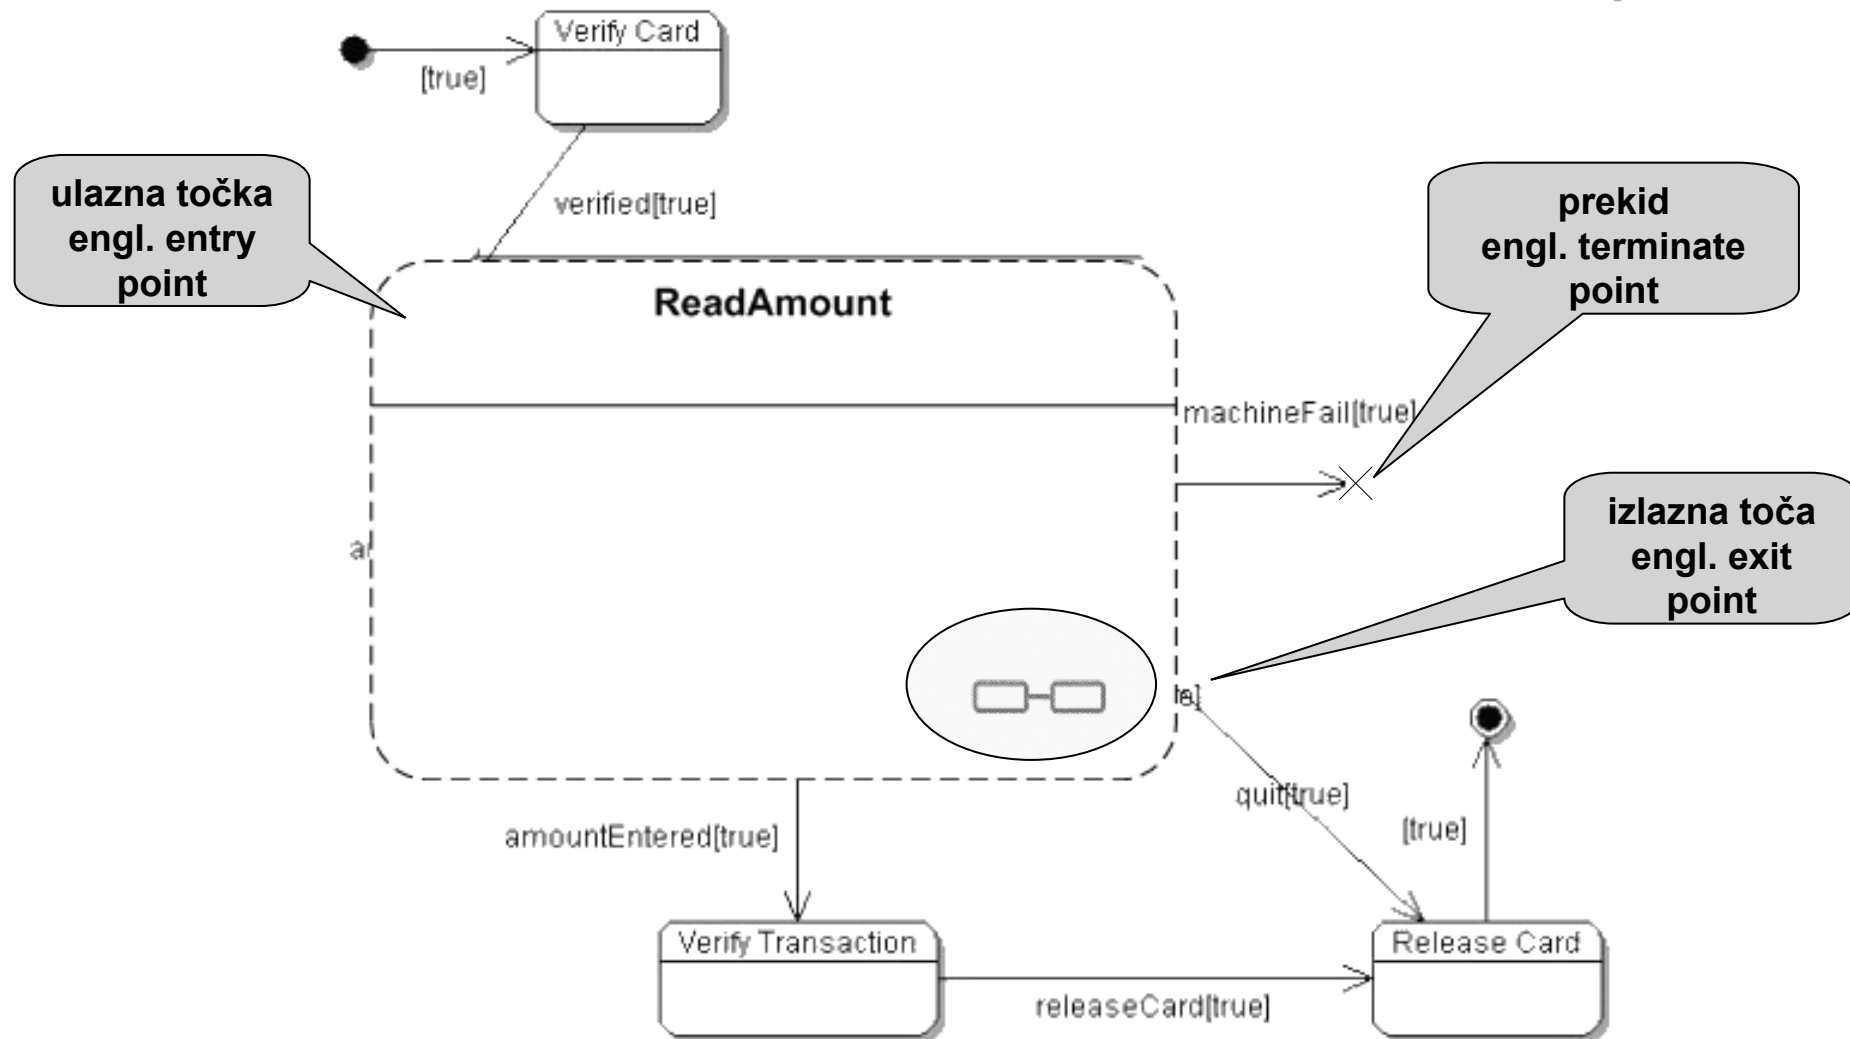 Verify Card
[true]
verified[true]
ulazna točka
engl. entry
point
prekid
engl. terminate
point
ReadAmount
machineFail[true]
izlazna toča
engl. exit
point
e]
quit[true]
[true]
amountEntered[true]
Verify Transaction
Release Card
releaseCard[true]